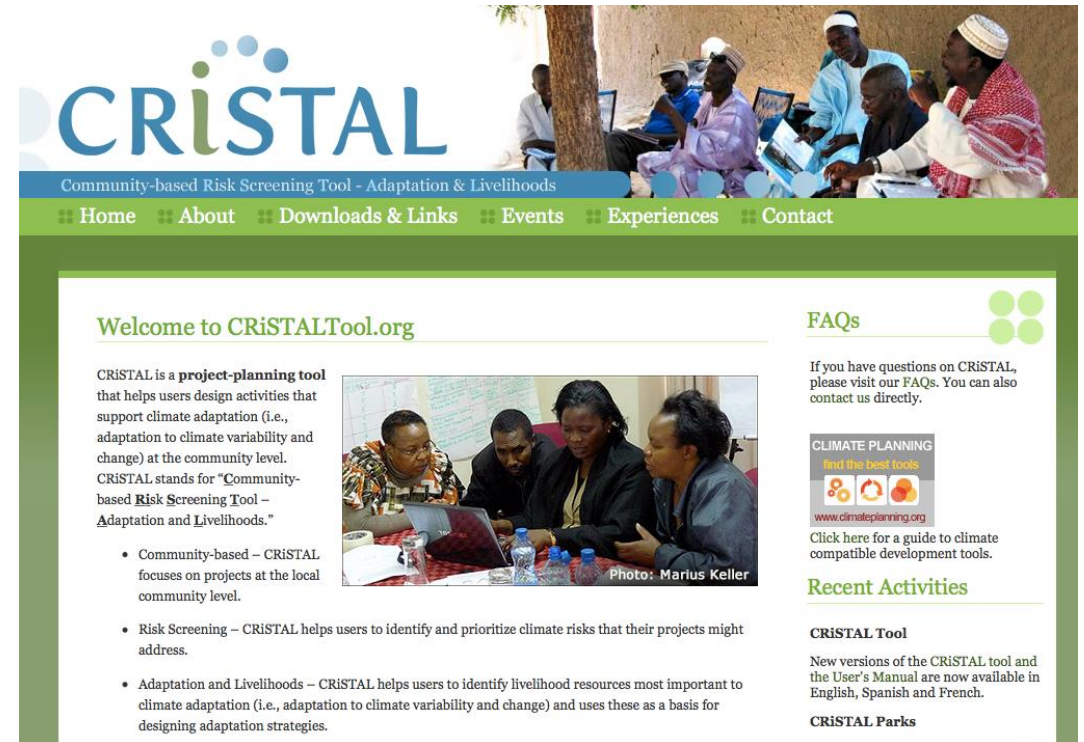 CRiSTAL
Community-based Risk Screening Tool - Adaptation & Livelihoods
Home About Downloads & Links Events Experiences Contact
Welcome to CRiSTALTool.org
CRiSTAL is a project-planning tool
that helps users design activities that
support climate adaptation (i.e.,
adaptation to climate variability and
change) at the community level.
CRiSTAL stands for “Community-
based Risk Screening Tool –
Adaptation and Livelihoods.”
Photo: Marius Keller
• Community-based – CRiSTAL
focuses on projects at the local
community level.
• Risk Screening – CRiSTAL helps users to identify and prioritize climate risks that their projects might
address.
• Adaptation and Livelihoods – CRiSTAL helps users to identify livelihood resources most important to
climate adaptation (i.e., adaptation to climate variability and change) and uses these as a basis for
designing adaptation strategies.
FAQs
If you have questions on CRiSTAL,
please visit our FAQs. You can also
contact us directly.
CLIMATE PLANNING
find the best tools
www.climateplanning.org
Click here for a guide to climate
compatible development tools.
Recent Activities
CRiSTAL Tool
New versions of the CRiSTAL tool and
the User's Manual are now available in
English, Spanish and French.
CRiSTAL Parks